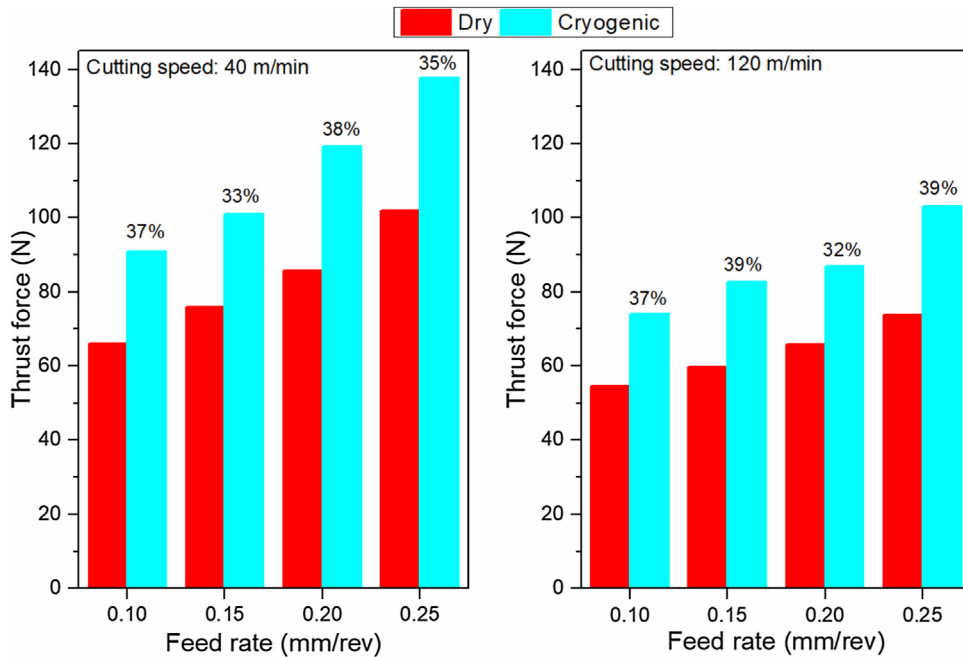 Dry Cryogenic
Cutting speed: 40 m/min
Thrust force (N)
140
120
100
80
60
40
20
0
37%
33%
38%
35%
0.10 0.15 0.20 0.25
Feed rate (mm/rev)
Cutting speed: 120 m/min
Thrust force (N)
140
120
100
80
60
40
20
0
37%
39%
32%
39%
0.10 0.15 0.20 0.25
Feed rate (mm/rev)